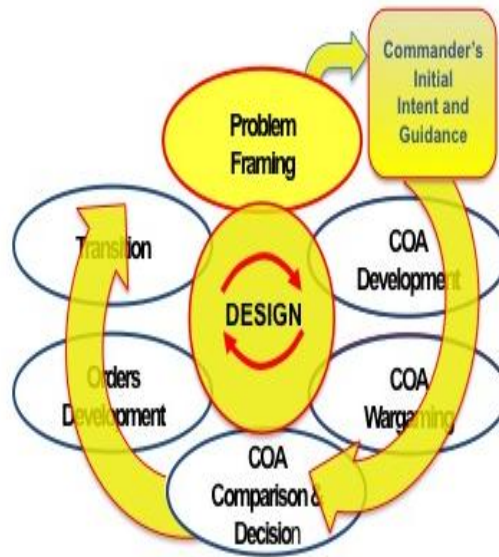 Commander's
Initial
Intent and
Guidance
Problem
Framing
Transition
COA
Development
DESIGN
Orders
Development
COA
Wargaming
COA
Comparison &
Decision